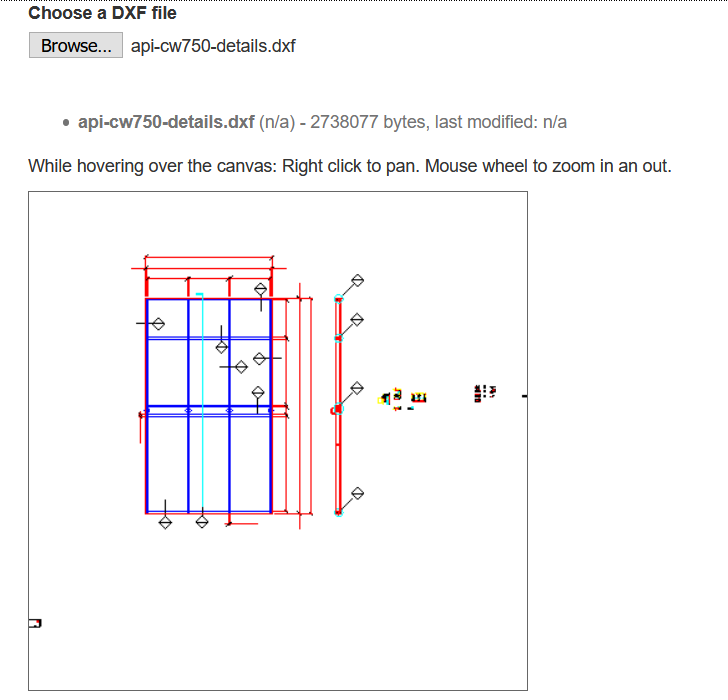 Choose a DXF file
Browse... api-cw750-details.dxf
• api-cw750-details.dxf (n/a) - 2738077 bytes, last modified: n/a
While hovering over the canvas: Right click to pan. Mouse wheel to zoom in an out.